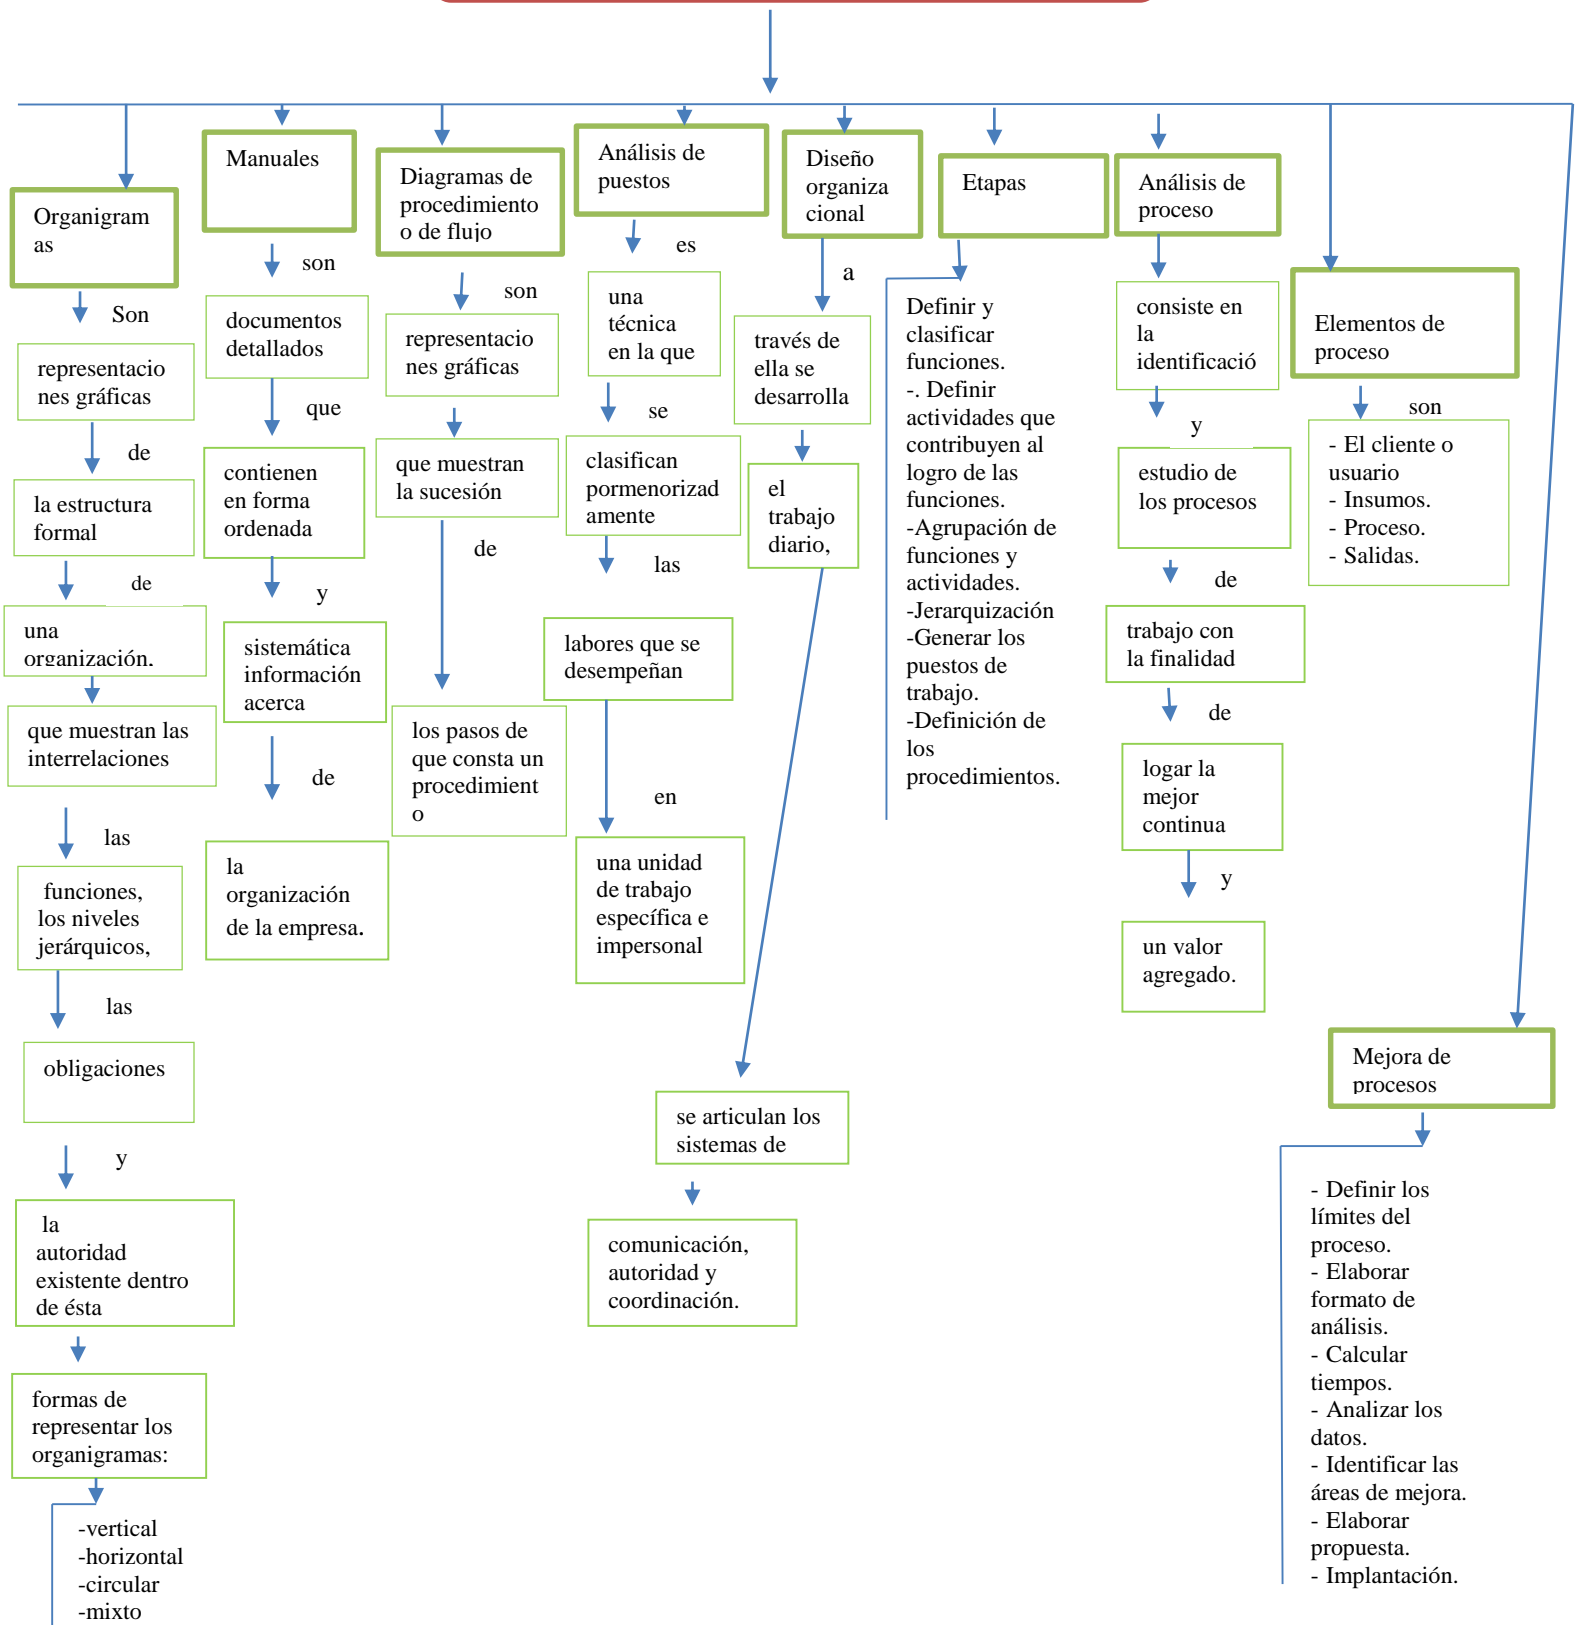 Organigram
as
Son
representacio
nes gráficas
de
la estructura
formal
de
una
organización,
que muestran las
interrelaciones
las
funciones,
los niveles
jerárquicos,
las
obligaciones
y
la
autoridad
existente dentro
de ésta
formas de
representar los
organigramas:
-vertical
-horizontal
-circular
-mixto
Manuales
son
documentos
detallados
que
contienen
en forma
ordenada
y
sistemática
información
acerca
de
la
organización
de la empresa.
Diagramas de
procedimiento
o de flujo
son
representacio
nes gráficas
que muestran
la sucesión
de
los pasos de
que consta un
procedimient
o
Análisis de
puestos
es
una
técnica
en la que
se
clasifican
pormenorizad
amente
las
labores que se
desempeñan
en
una unidad
de trabajo
específica e
impersonal
Diseño
organiza
cional
a
través de
ella se
desarrolla
el
trabajo
diario,
se articulan los
sistemas de
comunicación,
autoridad y
coordinación.
Etapas
Definir y
clasificar
funciones.
-. Definir
actividades que
contribuyen al
logro de las
funciones.
-Agrupación de
funciones y
actividades.
-Jerarquización
-Generar los
puestos de
trabajo.
-Definición de
los
procedimientos.
Análisis de
proceso
consiste en
la
identificació
y
estudio de
los procesos
de
trabajo con
la finalidad
de
logar la
mejor
continua
y
un valor
agregado.
Elementos de
proceso
son
- El cliente o
usuario
- Insumos.
- Proceso.
- Salidas.
Mejora de
procesos
- Definir los
límites del
proceso.
- Elaborar
formato de
análisis.
- Calcular
tiempos.
- Analizar los
datos.
- Identificar las
áreas de mejora.
- Elaborar
propuesta.
- Implantación.